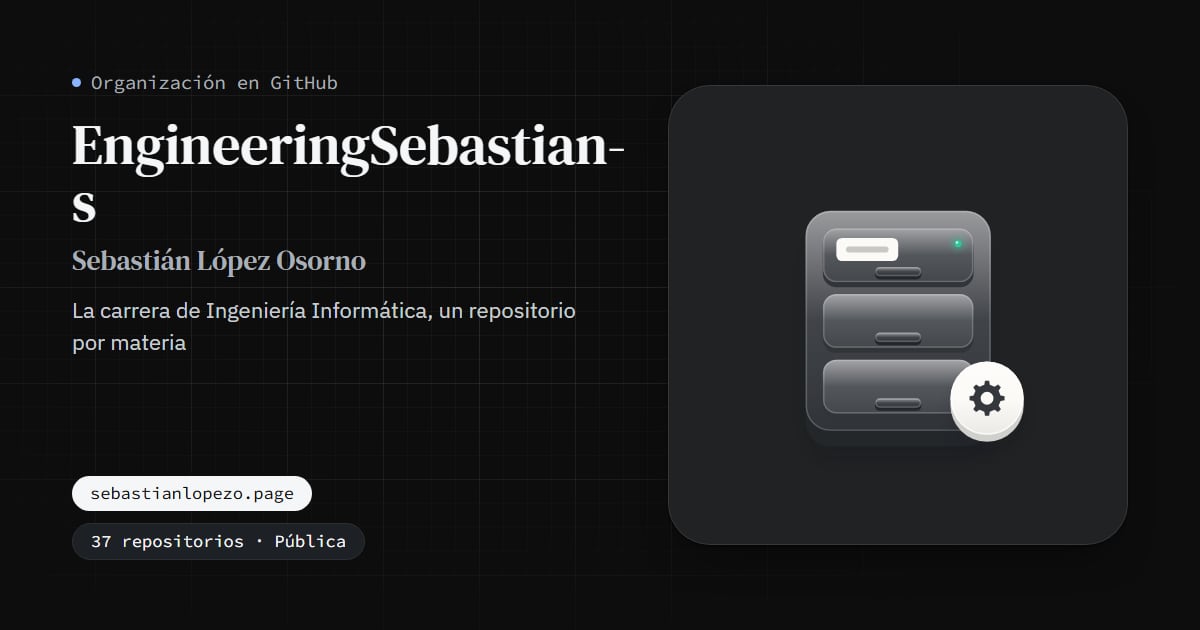 Organización en GitHub
EngineeringSebastian-
s
Sebastián López Osorno
La carrera de Ingeniería Informática, un repositorio
por materia
sebastianlopezo.page
37 repositorios · Pública